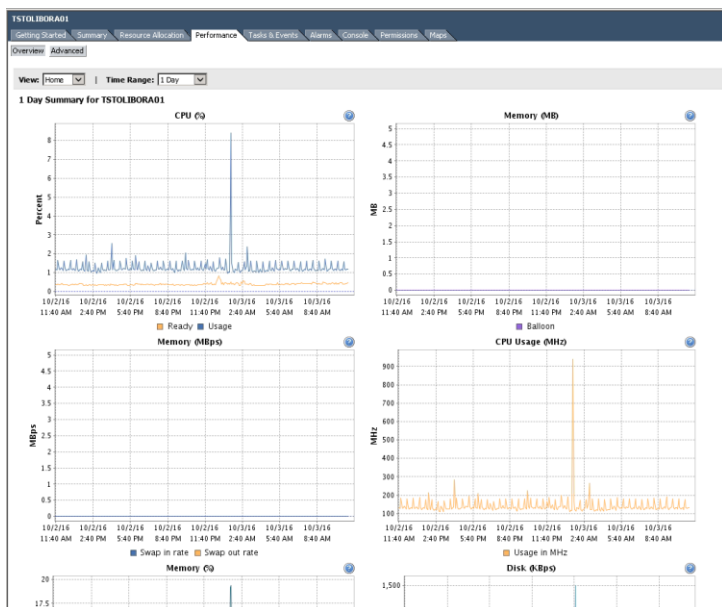 TSTOLIBORA01
Getting Started Summary Resource Allocation Performance Tasks & Events Alarms Console Permissions Maps
Overview Advanced
View: Home | Time Range: 1 Day
1 Day Summary for TSTOLIBORA01
CPU (%)
Percent
8
7
6
5
4
3
2
1
0
10/2/16 10/2/16 10/2/16 10/2/16 10/2/16 10/3/16 10/3/16 10/3/16
11:40 AM 2:40 PM 5:40 PM 8:40 PM 11:40 PM 2:40 AM 5:40 AM 8:40 AM
Ready Usage
Memory (MB)
MB
5
4.5
4
3.5
3
2.5
2
1.5
1
0.5
0
10/2/16 10/2/16 10/2/16 10/2/16 10/2/16 10/3/16 10/3/16 10/3/16
11:40 AM 2:40 PM 5:40 PM 8:40 PM 11:40 PM 2:40 AM 5:40 AM 8:40 AM
Balloon
Memory (MBps)
MBps
5
4.5
4
3.5
3
2.5
2
1.5
1
0.5
0
10/2/16 10/2/16 10/2/16 10/2/16 10/2/16 10/3/16 10/3/16 10/3/16
11:40 AM 2:40 PM 5:40 PM 8:40 PM 11:40 PM 2:40 AM 5:40 AM 8:40 AM
Swap in rate Swap out rate
CPU Usage (MHz)
MHz
900
800
700
600
500
400
300
200
100
10/2/16 10/2/16 10/2/16 10/2/16 10/2/16 10/3/16 10/3/16 10/3/16
11:40 AM 2:40 PM 5:40 PM 8:40 PM 11:40 PM 2:40 AM 5:40 AM 8:40 AM
Usage in MHz
Memory (%)
20
17.5
Disk (KBps)
1,500